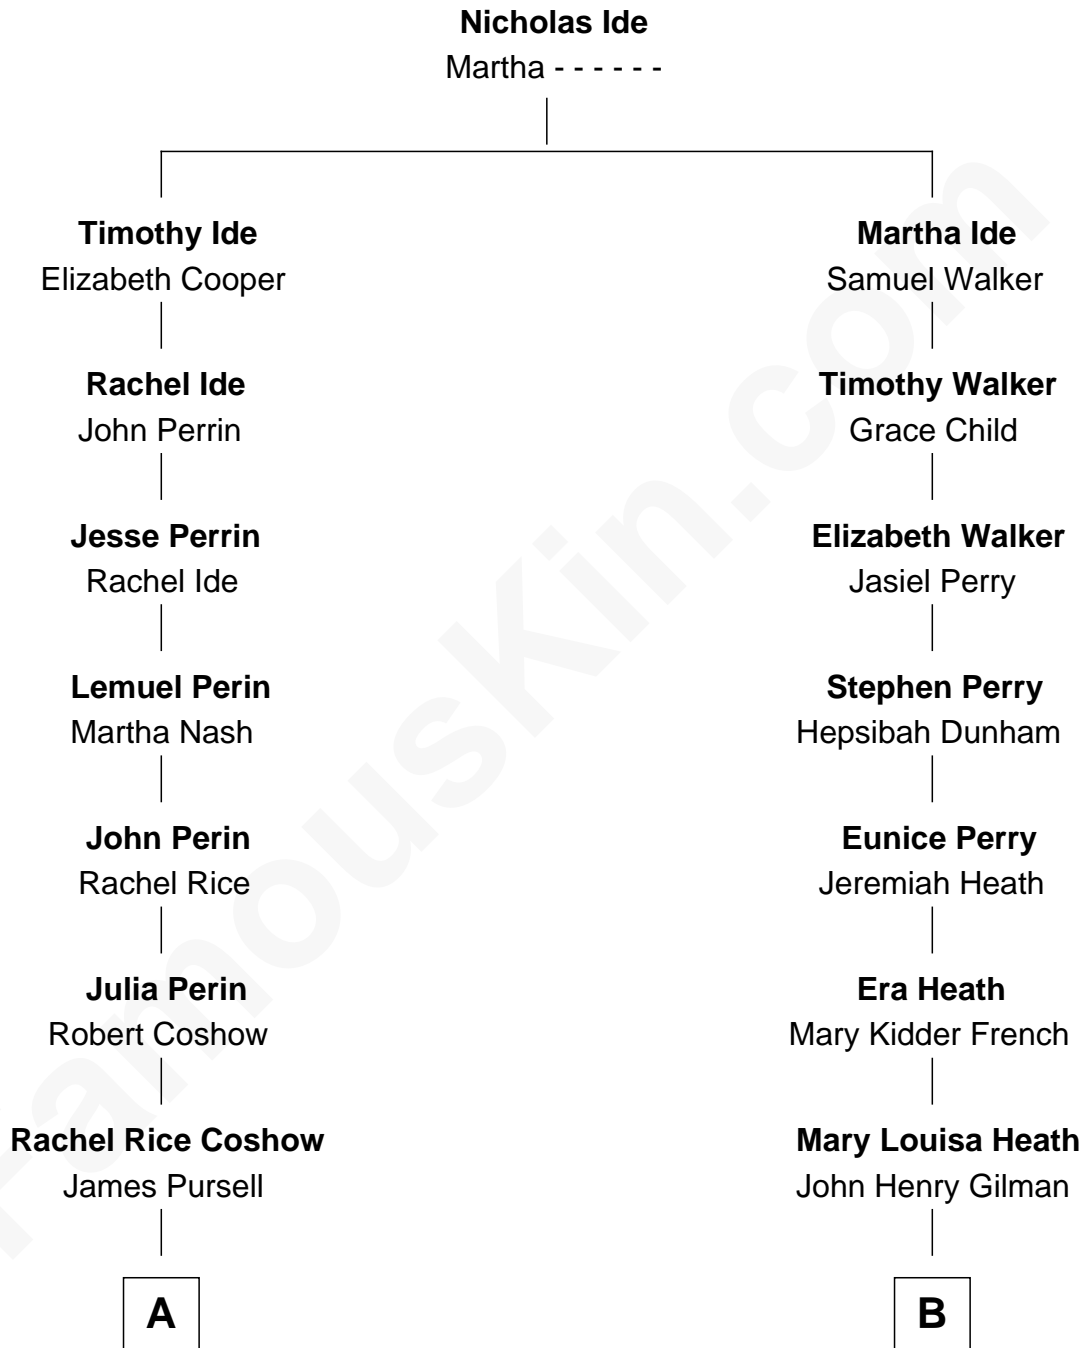 Nicholas Ide
Martha - - - - - -
Timothy Ide
Elizabeth Cooper
Martha Ide
Samuel Walker
Rachel Ide
John Perrin
Timothy Walker
Grace Child
Jesse Perrin
Rachel Ide
Elizabeth Walker
Jasiel Perry
Lemuel Perin
Martha Nash
Stephen Perry
Hepsibah Dunham
John Perin
Rachel Rice
Eunice Perry
Jeremiah Heath
Julia Perin
Robert Coshow
Era Heath
Mary Kidder French
Rachel Rice Coshow
James Pursell
Mary Louisa Heath
John Henry Gilman
A
B
FamousKin.com